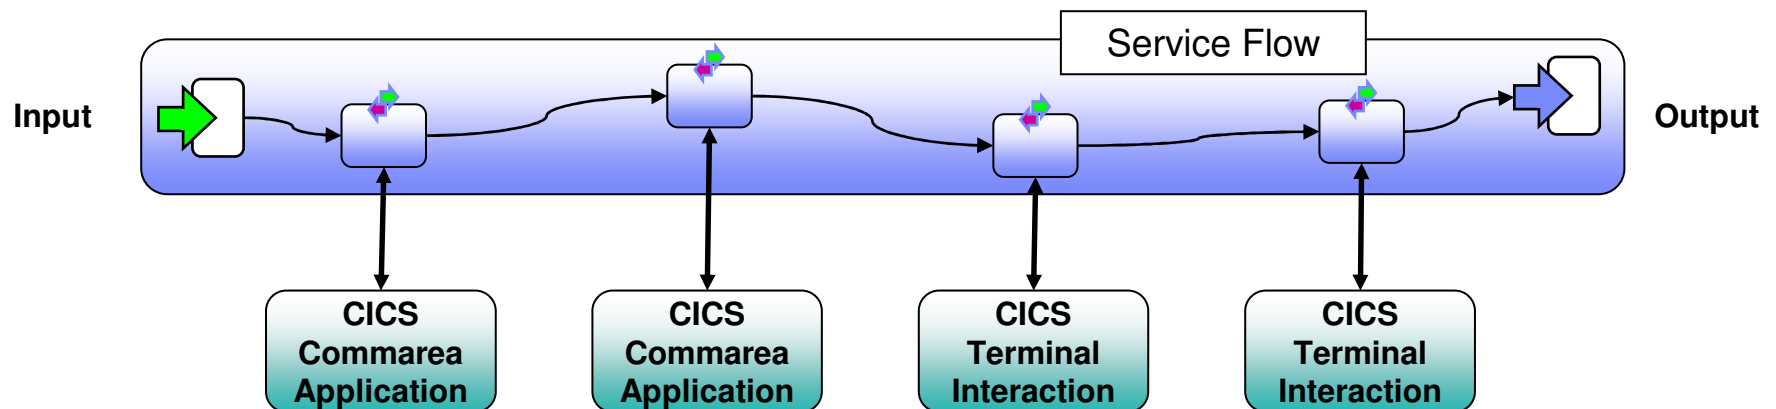 Service Flow
Input
Output
CICS
Commarea
Application
CICS
Commarea
Application
CICS
Terminal
Interaction
CICS
Terminal
Interaction